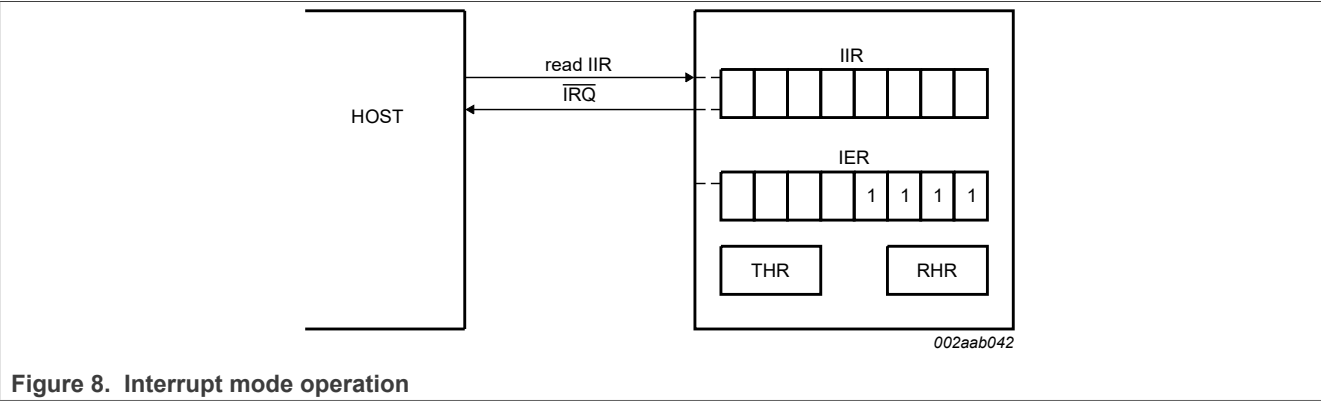 IIR
read IIR
IRQ
HOST
IER
1 1 1 1
THR RHR
002aab042
Figure 8. Interrupt mode operation